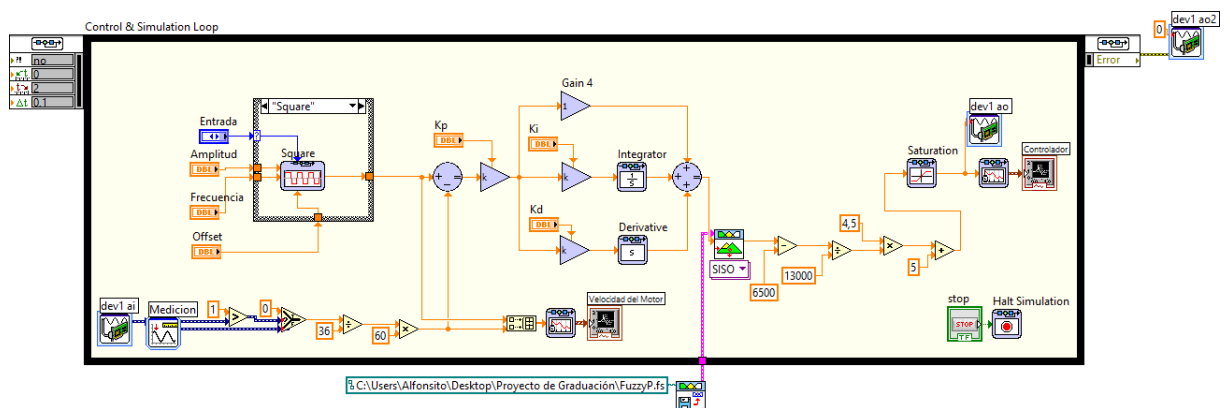 Control & Simulation Loop
dev1 ao2
0
no
0
2
Δt 0.1
Error
"Square"
Entrada
Square
Amplitud
DBL
Frecuencia
DBL
Offset
DBL
Kp
DBL
k
Gain 4
1
Ki
DBL
k
Integrator
1
s
Kd
DBL
k
Derivative
s
SISO
6500
13000
4,5
5
Saturation
dev1 ao
Controlador
stop
STOP
TF
Halt Simulation
dev1 ai
Medicion
1
0
36
60
Velocidad del Motor
C:\Users\Alfonsito\Desktop\Proyecto de Graduación\FuzzyP.fs